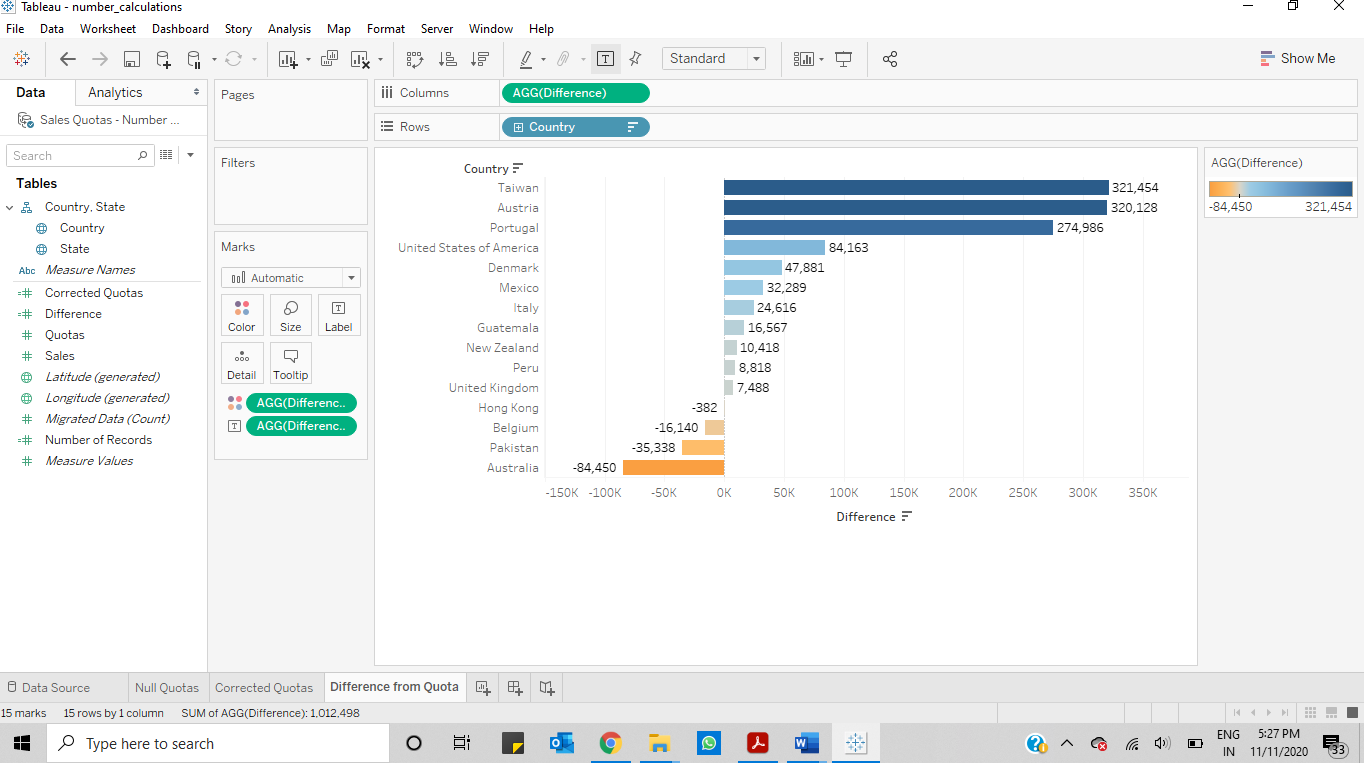 Tableau - number_calculations
File Data Worksheet Dashboard Story Analysis Map Format Server Window Help
Standard
Show Me
Data
Analytics
Sales Quotas - Number ...
Search
Tables
Country, State
Country
State
Abc Measure Names
Corrected Quotas
Difference
Quotas
Sales
Latitude (generated)
Longitude (generated)
Migrated Data (Count)
Number of Records
Measure Values
Pages
Filters
Marks
Automatic
Color Size Label
Detail Tooltip
AGG(Differenc..
AGG(Differenc..
Columns AGG(Difference)
Rows Country
Country
Taiwan 321,454
Austria 320,128
Portugal 274,986
United States of America 84,163
Denmark 47,881
Mexico 32,289
Italy 24,616
Guatemala 16,567
New Zealand 10,418
Peru 8,818
United Kingdom 7,488
Hong Kong -382
Belgium -16,140
Pakistan -35,338
Australia -84,450
-150K -100K -50K 0K 50K 100K 150K 200K 250K 300K 350K
Difference
AGG(Difference)
-84,450 321,454
Data Source Null Quotas Corrected Quotas Difference from Quota
15 marks 15 rows by 1 column SUM of AGG(Difference): 1,012,498
Type here to search
ENG
IN
5:27 PM
11/11/2020
33